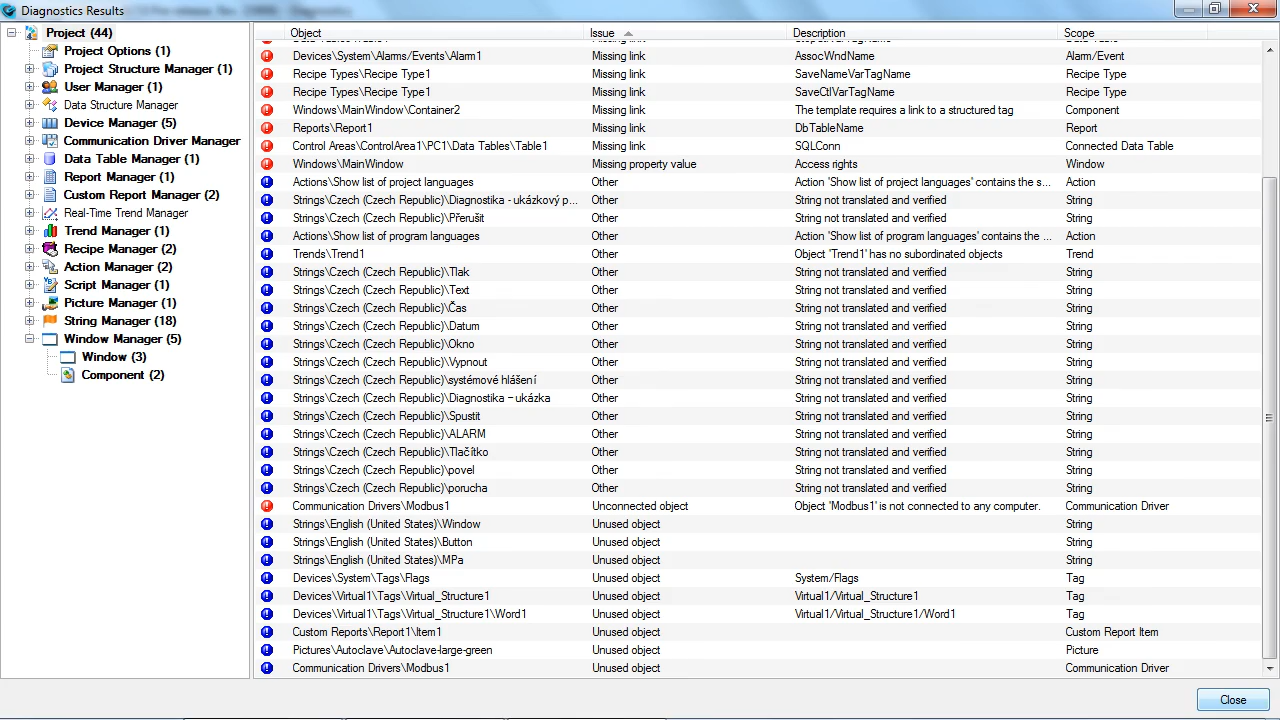 Diagnostics Results
Project (44)
Project Options (1)
Project Structure Manager (1)
User Manager (1)
Data Structure Manager
Device Manager (5)
Communication Driver Manager
Data Table Manager (1)
Report Manager (1)
Custom Report Manager (2)
Real-Time Trend Manager
Trend Manager (1)
Recipe Manager (2)
Action Manager (2)
Script Manager (1)
Picture Manager (1)
String Manager (18)
Window Manager (5)
Window (3)
Component (2)
Object Issue Description Scope
Devices\System\Alarms/Events\Alarm1 Missing link AssocWndName Alarm/Event
Recipe Types\Recipe Type1 Missing link SaveNameVarTagName Recipe Type
Recipe Types\Recipe Type1 Missing link SaveCtlVarTagName Recipe Type
Windows\MainWindow\Container2 Missing link The template requires a link to a structured tag Component
Reports\Report1 Missing link DbTableName Report
Control Areas\ControlArea1\PC1\Data Tables\Table1 Missing link SQLConn Connected Data Table
Windows\MainWindow Missing property value Access rights Window
Actions\Show list of project languages Other Action 'Show list of project languages' contains the s... Action
Strings\Czech (Czech Republic)\Diagnostika - ukázkový p... Other String not translated and verified String
Strings\Czech (Czech Republic)\Přerušit Other String not translated and verified String
Actions\Show list of program languages Other Action 'Show list of program languages' contains the ... Action
Trends\Trend1 Other Object 'Trend1' has no subordinated objects Trend
Strings\Czech (Czech Republic)\Tlak Other String not translated and verified String
Strings\Czech (Czech Republic)\Text Other String not translated and verified String
Strings\Czech (Czech Republic)\Čas Other String not translated and verified String
Strings\Czech (Czech Republic)\Datum Other String not translated and verified String
Strings\Czech (Czech Republic)\Okno Other String not translated and verified String
Strings\Czech (Czech Republic)\Vypnout Other String not translated and verified String
Strings\Czech (Czech Republic)\systémové hlášení Other String not translated and verified String
Strings\Czech (Czech Republic)\Diagnostika – ukázka Other String not translated and verified String
Strings\Czech (Czech Republic)\Spustit Other String not translated and verified String
Strings\Czech (Czech Republic)\ALARM Other String not translated and verified String
Strings\Czech (Czech Republic)\Tlačítko Other String not translated and verified String
Strings\Czech (Czech Republic)\povel Other String not translated and verified String
Strings\Czech (Czech Republic)\porucha Other String not translated and verified String
Communication Drivers\Modbus1 Unconnected object Object 'Modbus1' is not connected to any computer. Communication Driver
Strings\English (United States)\Window Unused object String
Strings\English (United States)\Button Unused object String
Strings\English (United States)\MPa Unused object String
Devices\System\Tags\Flags Unused object System/Flags Tag
Devices\Virtual1\Tags\Virtual_Structure1 Unused object Virtual1/Virtual_Structure1 Tag
Devices\Virtual1\Tags\Virtual_Structure1\Word1 Unused object Virtual1/Virtual_Structure1/Word1 Tag
Custom Reports\Report1\Item1 Unused object Custom Report Item
Pictures\Autoclave\Autoclave-large-green Unused object Picture
Communication Drivers\Modbus1 Unused object Communication Driver
Close